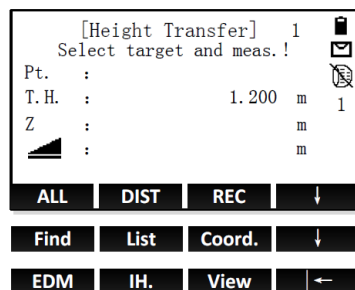 [Height Transfer] 1
Select target and meas.!
Pt. :
T.H. : 1.200 m 1
Z : m
: m
ALL DIST REC ↓
Find List Coord. ↓
EDM IH. View |←